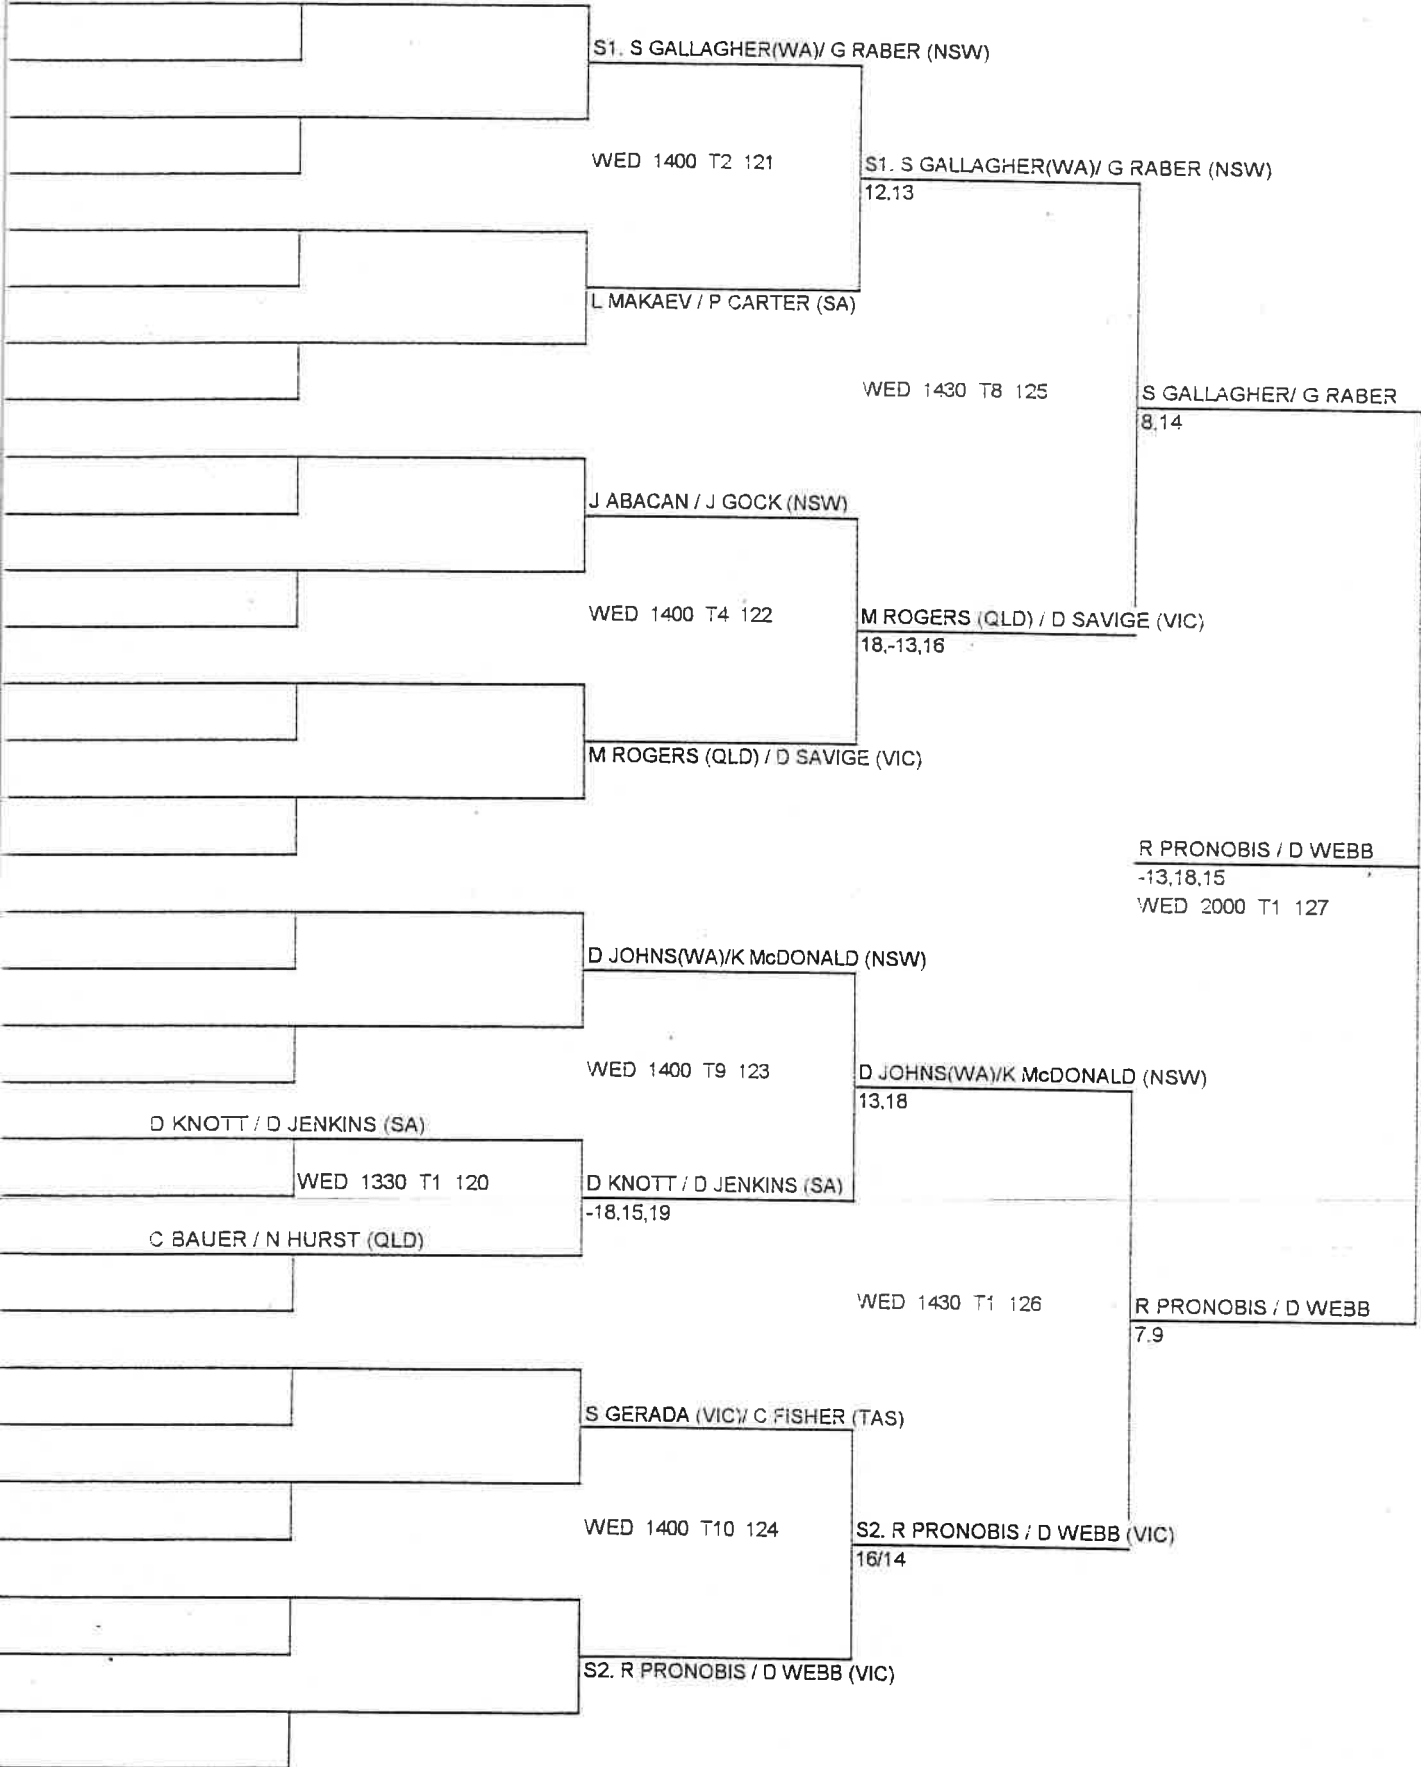 S1. S GALLAGHER(WA)/ G RABER (NSW)
WED 1400 T2 121
S1. S GALLAGHER(WA)/ G RABER (NSW)
12,13
L MAKAEV / P CARTER (SA)
WED 1430 T8 125
S GALLAGHER/ G RABER
8,14
J ABACAN / J GOCK (NSW)
WED 1400 T4 122
M ROGERS (QLD) / D SAVIGE (VIC)
18,-13,16
M ROGERS (QLD) / D SAVIGE (VIC)
R PRONOBIS / D WEBB
-13,18,15
WED 2000 T1 127
D JOHNS(WA)/K McDONALD (NSW)
WED 1400 T9 123
D JOHNS(WA)/K McDONALD (NSW)
13,18
D KNOTT / D JENKINS (SA)
WED 1330 T1 120
D KNOTT / D JENKINS (SA)
-18,15,19
C BAUER / N HURST (QLD)
WED 1430 T1 126
R PRONOBIS / D WEBB
7.9
S GERADA (VIC)/ C FISHER (TAS)
WED 1400 T10 124
S2. R PRONOBIS / D WEBB (VIC)
16/14
S2. R PRONOBIS / D WEBB (VIC)